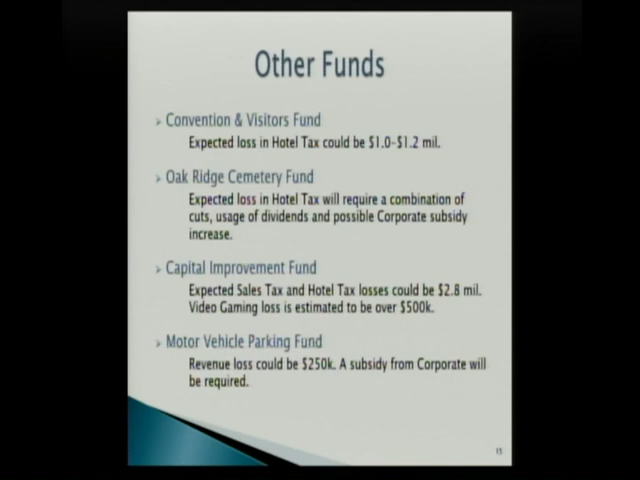 Other Funds
Convention & Visitors Fund
Expected loss in Hotel Tax could be $1.0-$1.2 mil.
Oak Ridge Cemetery Fund
Expected loss in Hotel Tax will require a combination of
cuts, usage of dividends and possible Corporate subsidy
increase.
Capital Improvement Fund
Expected Sales Tax and Hotel Tax losses could be $2.8 mil.
Video Gaming loss is estimated to be over $500k.
Motor Vehicle Parking Fund
Revenue loss could be $250k. A subsidy from Corporate will
be required.
15